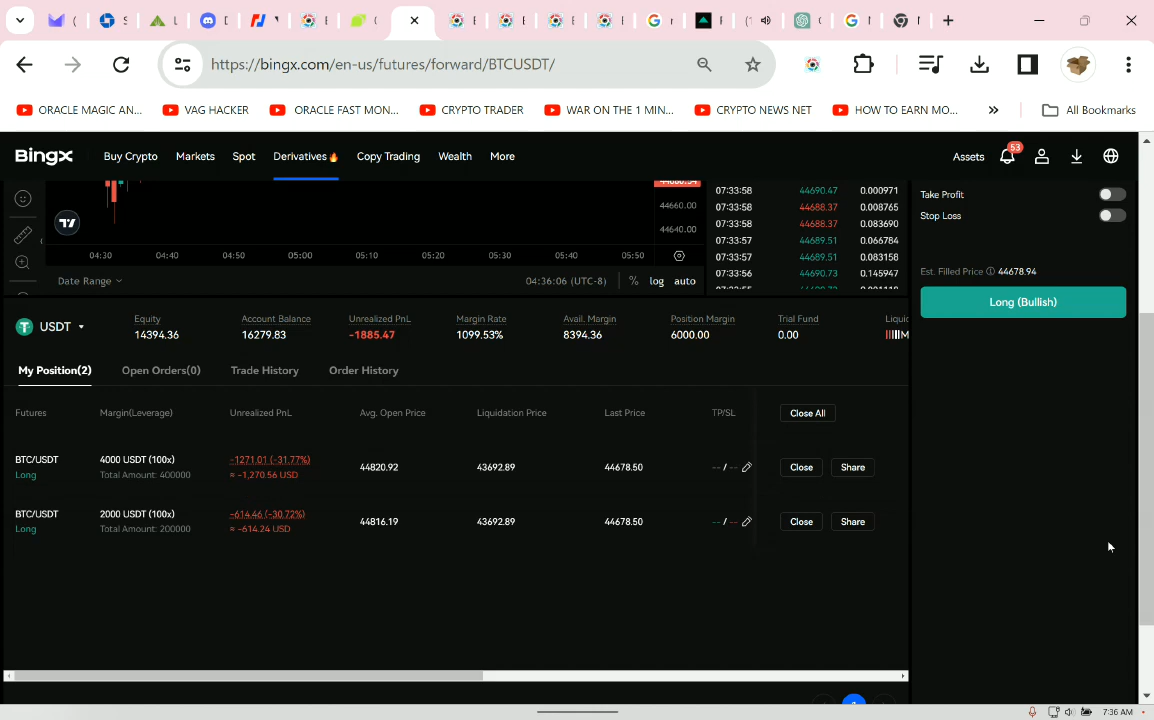 https://bingx.com/en-us/futures/forward/BTCUSDT/
ORACLE MAGIC AN... VAG HACKER ORACLE FAST MON... CRYPTO TRADER WAR ON THE 1 MIN... CRYPTO NEWS NET HOW TO EARN MO... » All Bookmarks
BingX Buy Crypto Markets Spot Derivatives Copy Trading Wealth More Assets 53
44660.00
44640.00
04:30 04:40 04:50 05:00 05:10 05:20 05:30 05:40 05:50
Date Range 04:36:06 (UTC-8) % log auto
07:33:58 44690.47 0.000971
07:33:58 44688.37 0.008765
07:33:58 44688.37 0.083690
07:33:57 44689.51 0.066784
07:33:57 44689.51 0.083158
07:33:56 44690.73 0.145947
Take Profit
Stop Loss
Est. Filled Price 44678.94
Long (Bullish)
USDT
Equity Account Balance Unrealized PnL Margin Rate Avail. Margin Position Margin Trial Fund
14394.36 16279.83 -1885.47 1099.53% 8394.36 6000.00 0.00
My Position(2) Open Orders(0) Trade History Order History
Futures Margin(Leverage) Unrealized PnL Avg. Open Price Liquidation Price Last Price TP/SL Close All
BTC/USDT 4000 USDT (100x) -1271.01 (-31.77%) 44820.92 43692.89 44678.50 -- / -- Close Share
Long Total Amount: 400000 ≈ -1,270.56 USD
BTC/USDT 2000 USDT (100x) -614.46 (-30.72%) 44816.19 43692.89 44678.50 -- / -- Close Share
Long Total Amount: 200000 ≈ -614.24 USD
7:36 AM